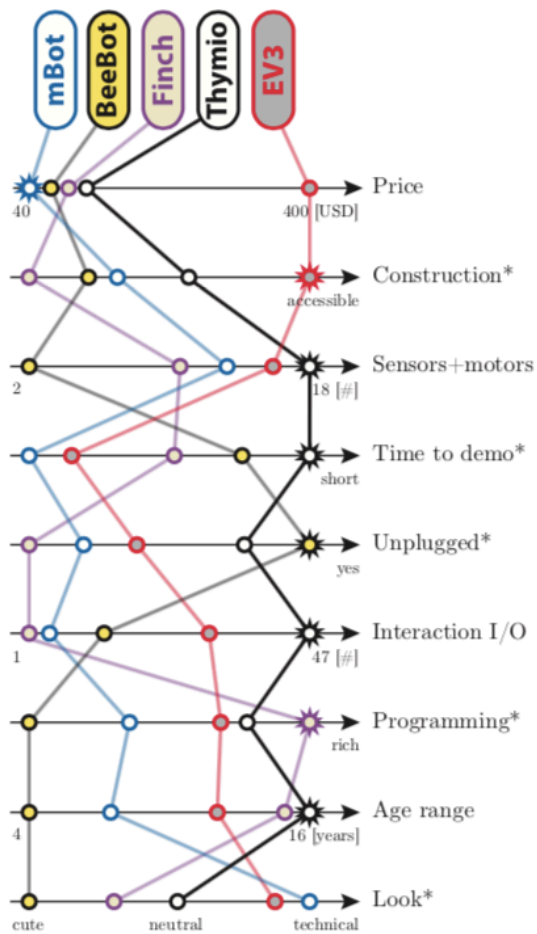 mBot
BeeBot
Finch
Thymio
EV3
Price
40
400 [USD]
Construction*
accessible
Sensors+motors
2
18 [#]
Time to demo*
short
Unplugged*
yes
Interaction I/O
1
47 [#]
Programming*
rich
Age range
4
16 [years]
Look*
cute
neutral
technical